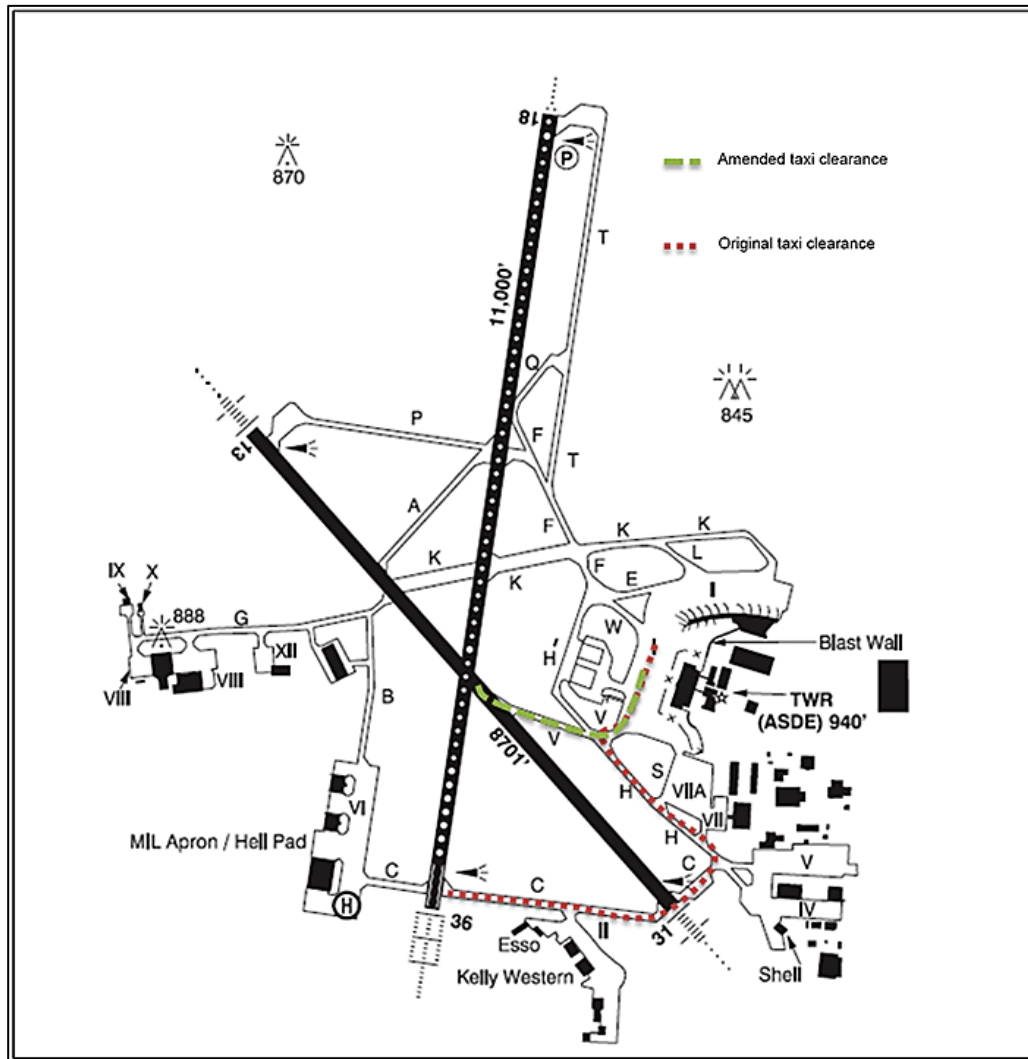 18
P
870
Amended taxi clearance
T
Original taxi clearance
11,000'
Q
845
P
F
13
T
A
F
K
K
K
L
IX
X
K
F
E
I
888
G
W
H
Blast Wall
VIII
VIII
XII
TWR
(ASDE) 940'
B
V
V
8701'
S
H
VIIA
VI
VII
MIL Apron / Hell Pad
H
C
V
C
C
IV
H
36
II
31
Esso
Kelly Western
Shell